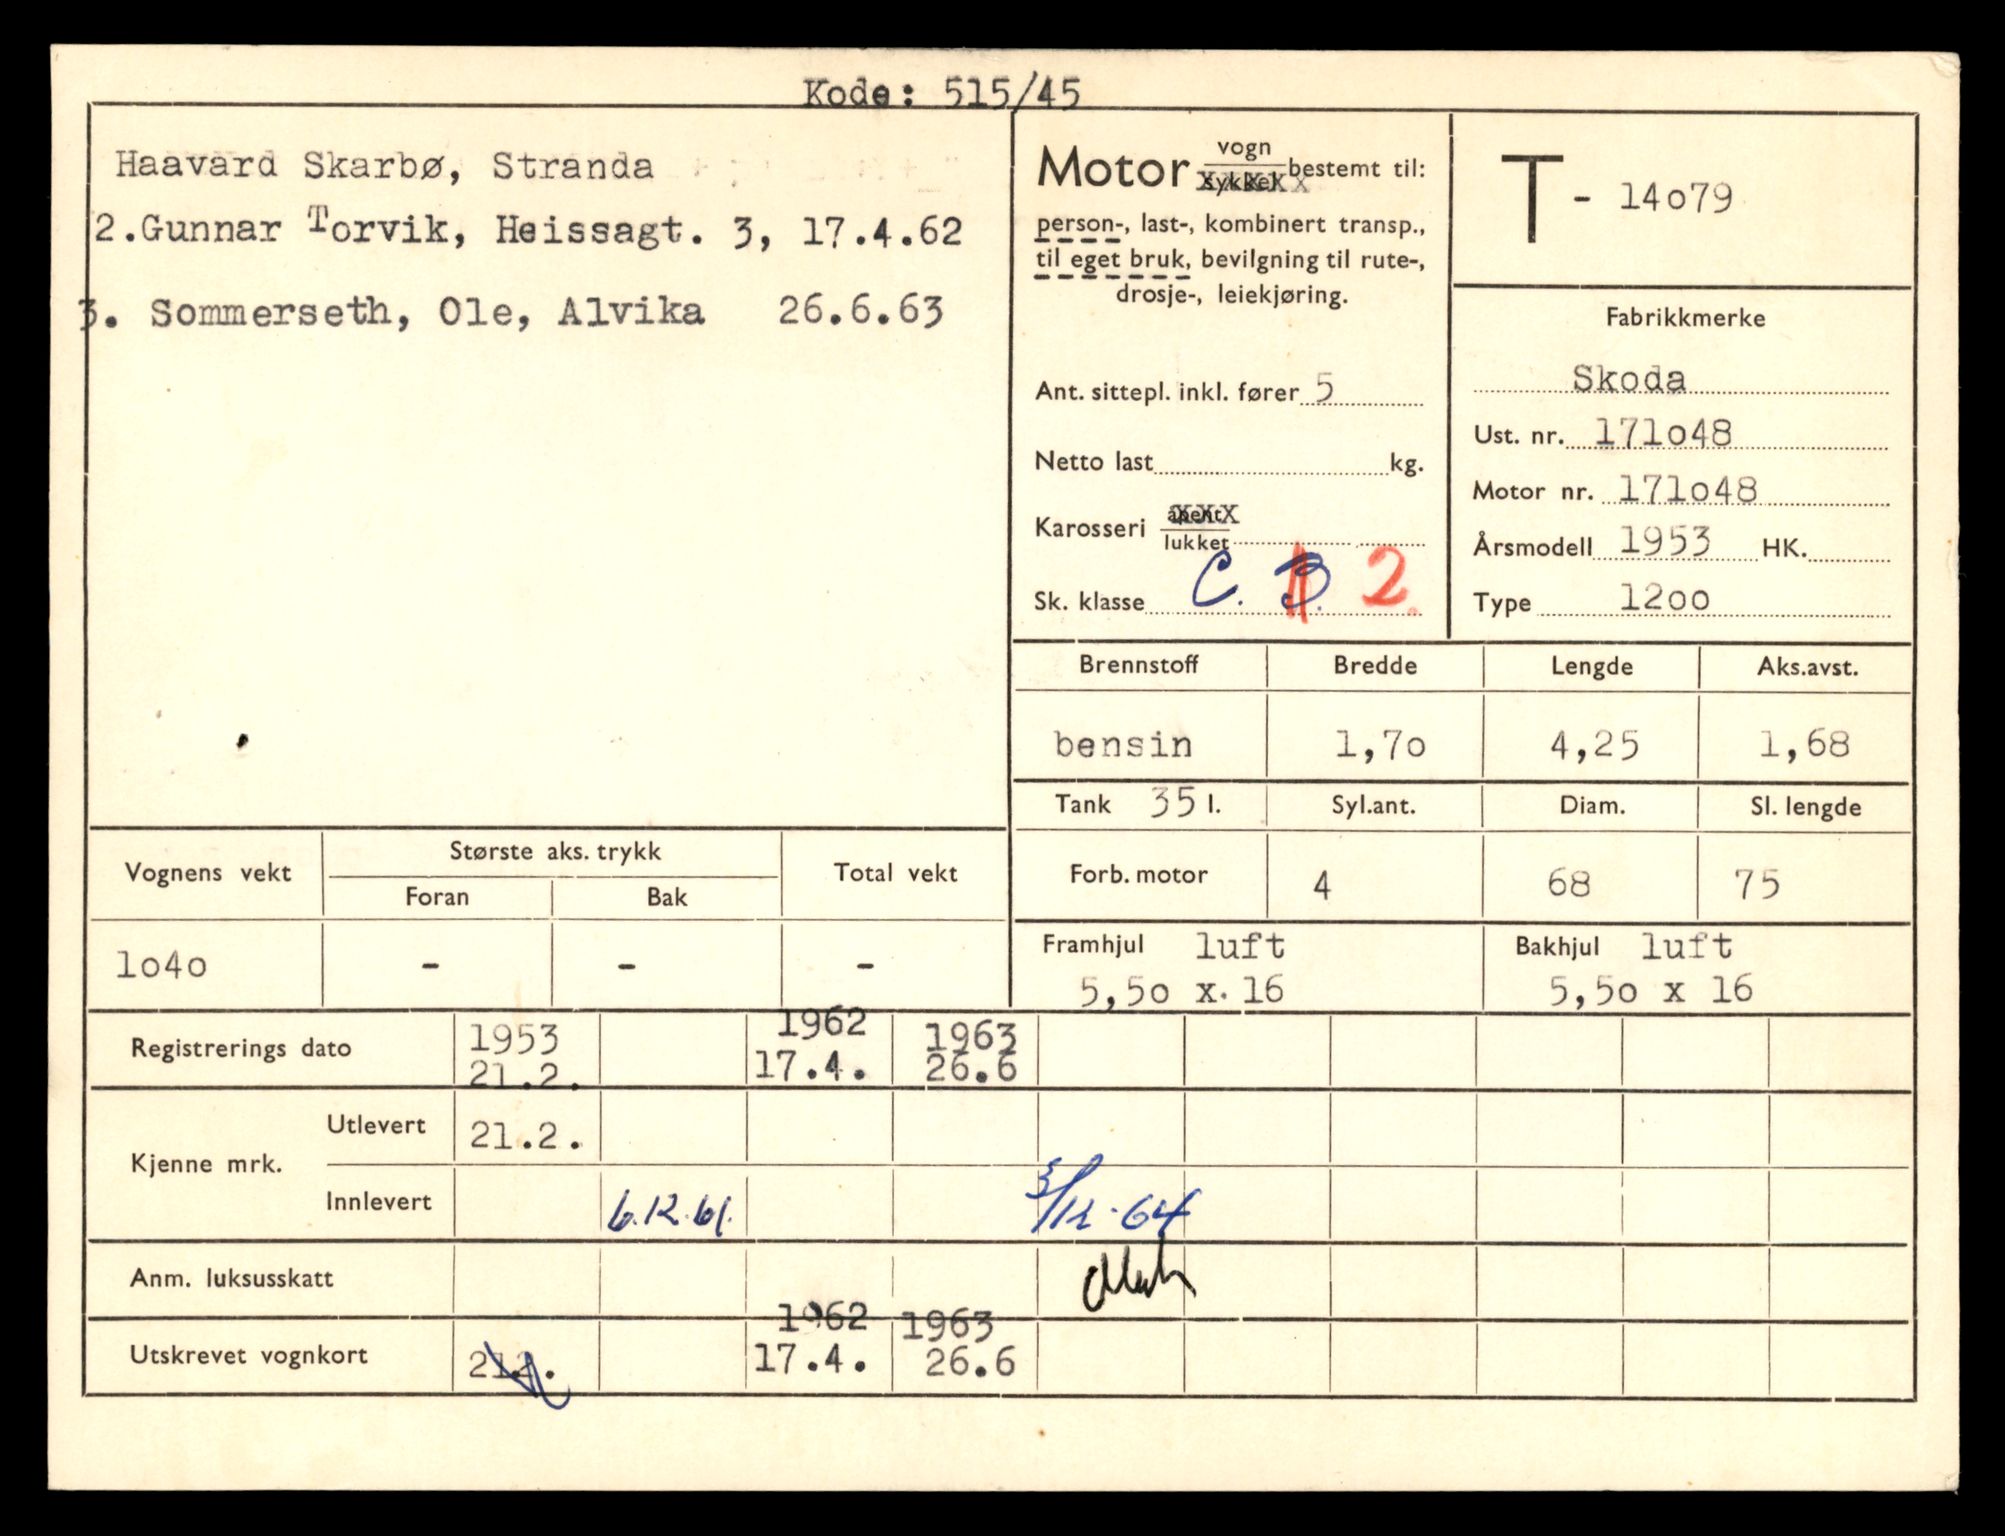 Kode: 515/45
Haavard Skarbø, Stranda
2.Gunnar Torvik, Heissagt. 3, 17.4.62
3. Sommerseth, Ole, Alvika 26.6.63
Motor vogn
sykkel bestemt til:
person-, last-, kombinert transp.,
til eget bruk, bevilgning til rute-,
drosje-, leiekjøring.
Ant. sittepl. inkl. fører 5
Netto last kg.
Karosseri åpent
lukket
Sk. klasse C. B. 2.
T - 14o79
Fabrikkmerke
Skoda
Ust. nr. 171o48
Motor nr. 171o48
Årsmodell 1953 HK.
Type 12oo
Brennstoff Bredde Lengde Aks.avst.
bensin 1,7o 4,25 1,68
Tank 35 l. Syl.ant. Diam. Sl. lengde
Forb. motor 4 68 75
Framhjul luft Bakhjul luft
5,5o x 16 5,5o x 16
Vognens vekt Største aks. trykk Total vekt
Foran Bak
1o4o - - -
Registrerings dato 1953 1962 1963
21.2. 17.4. 26.6
Kjenne mrk. Utlevert 21.2.
Innlevert 6.12.61. 3/12-64
Anm. luksusskatt
1962 1963
Utskrevet vognkort 21.2. 17.4. 26.6